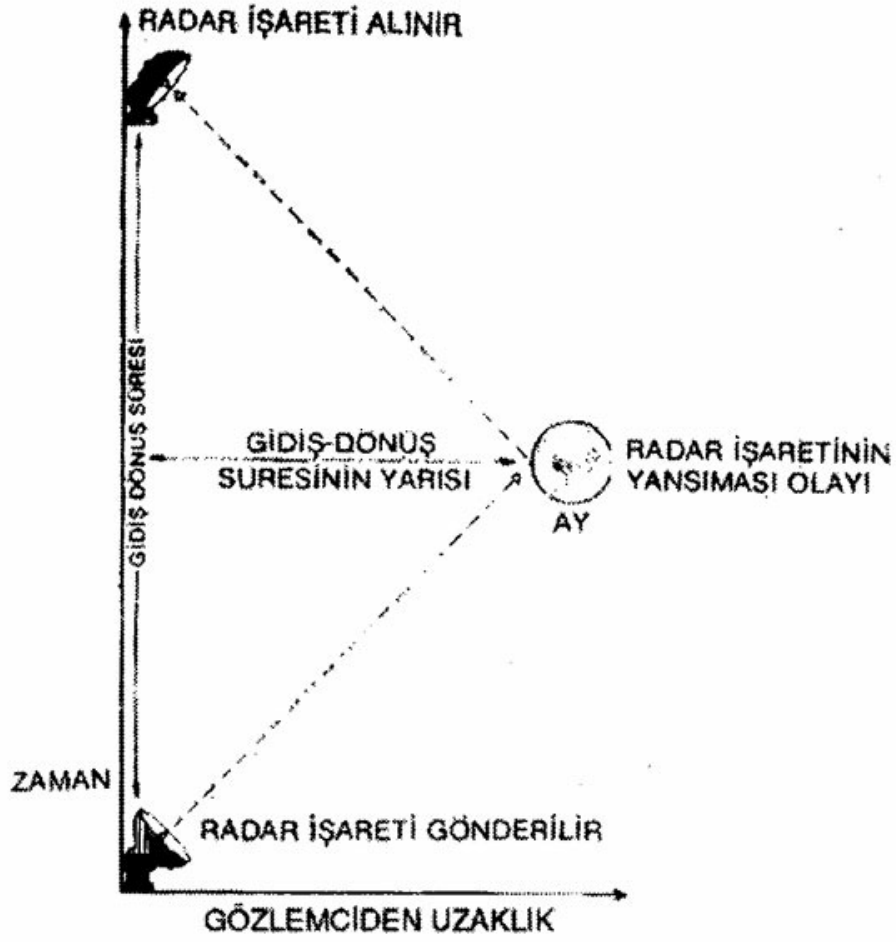 RADAR İŞARETİ ALINIR
GİDİŞ DÖNÜŞ SÜRESİ
GİDİŞ-DÖNÜŞ
SURESİNİN YARISI
RADAR İŞARETİNİN
YANSIMASI OLAYI
AY
ZAMAN
RADAR İŞARETİ GÖNDERİLİR
GÖZLEMCİDEN UZAKLIK